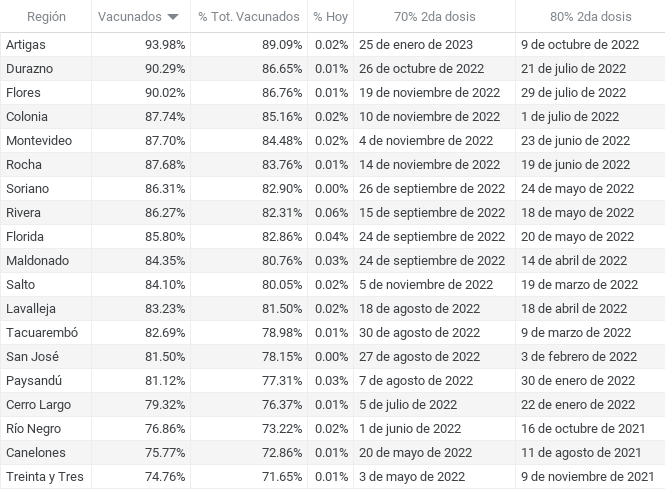 Región Vacunados % Tot. Vacunados % Hoy 70% 2da dosis 80% 2da dosis
Artigas 93.98% 89.09% 0.02% 25 de enero de 2023 9 de octubre de 2022
Durazno 90.29% 86.65% 0.01% 26 de octubre de 2022 21 de julio de 2022
Flores 90.02% 86.76% 0.01% 19 de noviembre de 2022 29 de julio de 2022
Colonia 87.74% 85.16% 0.02% 10 de noviembre de 2022 1 de julio de 2022
Montevideo 87.70% 84.48% 0.02% 4 de noviembre de 2022 23 de junio de 2022
Rocha 87.68% 83.76% 0.01% 14 de noviembre de 2022 19 de junio de 2022
Soriano 86.31% 82.90% 0.00% 26 de septiembre de 2022 24 de mayo de 2022
Rivera 86.27% 82.31% 0.06% 15 de septiembre de 2022 18 de mayo de 2022
Florida 85.80% 82.86% 0.04% 24 de septiembre de 2022 20 de mayo de 2022
Maldonado 84.35% 80.76% 0.03% 24 de septiembre de 2022 14 de abril de 2022
Salto 84.10% 80.05% 0.02% 5 de noviembre de 2022 19 de marzo de 2022
Lavalleja 83.23% 81.50% 0.02% 18 de agosto de 2022 18 de abril de 2022
Tacuarembó 82.69% 78.98% 0.01% 30 de agosto de 2022 9 de marzo de 2022
San José 81.50% 78.15% 0.00% 27 de agosto de 2022 3 de febrero de 2022
Paysandú 81.12% 77.31% 0.03% 7 de agosto de 2022 30 de enero de 2022
Cerro Largo 79.32% 76.37% 0.01% 5 de julio de 2022 22 de enero de 2022
Río Negro 76.86% 73.22% 0.02% 1 de junio de 2022 16 de octubre de 2021
Canelones 75.77% 72.86% 0.01% 20 de mayo de 2022 11 de agosto de 2021
Treinta y Tres 74.76% 71.65% 0.01% 3 de mayo de 2022 9 de noviembre de 2021